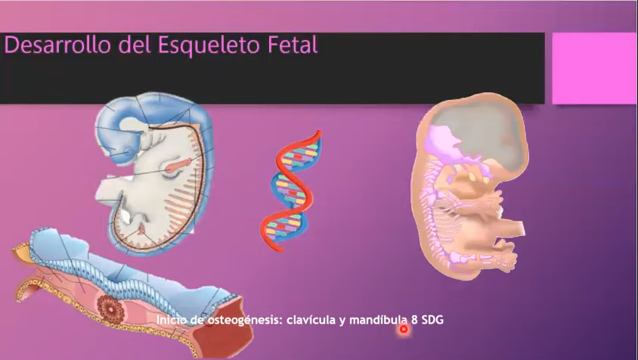 Desarrollo del Esqueleto Fetal
Inicio de osteogénesis: clavícula y mandíbula 8 SDG